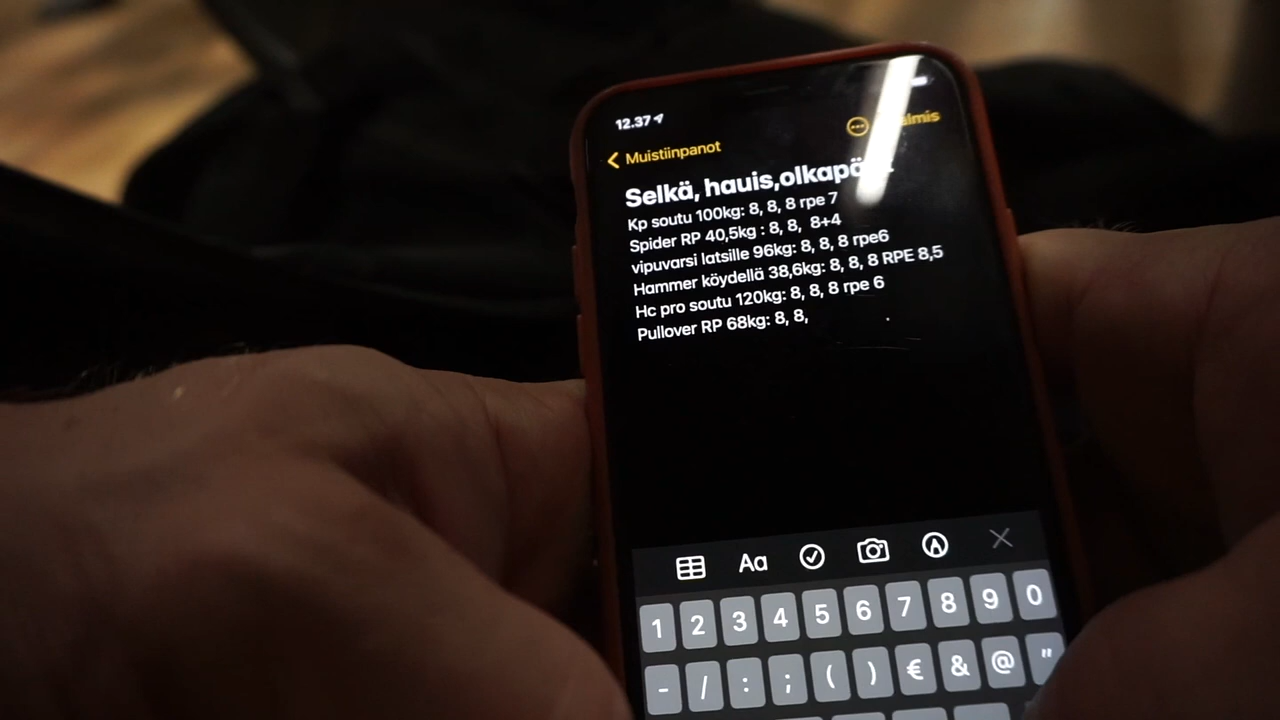 12.37
Muistiinpanot
Selkä, hauis,olkapä
Kp soutu 100kg: 8, 8, 8 rpe 7
Spider RP 40,5kg : 8, 8, 8+4
vipuvarsi latsille 96kg: 8, 8, 8 rpe6
Hammer köydellä 38,6kg: 8, 8, 8 RPE 8,5
Hc pro soutu 120kg: 8, 8, 8 rpe 6
Pullover RP 68kg: 8, 8,
Aa
1 2 3 4 5 6 7 8 9 0
- / : ; ( ) € & @ "